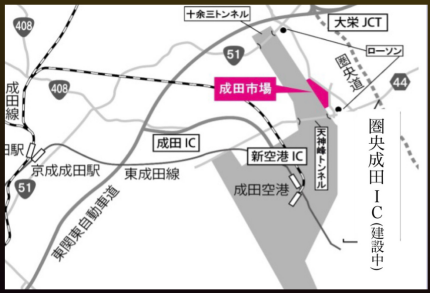 十余三トンネル
大栄 JCT
408
51
ローソン
圏央道
成田市場
44
成田線
408
圏央成田IC(建設中)
成田 IC
新空港 IC
天神峰トンネル
田駅
京成成田駅
東成田線
51
成田空港
東関東自動車道